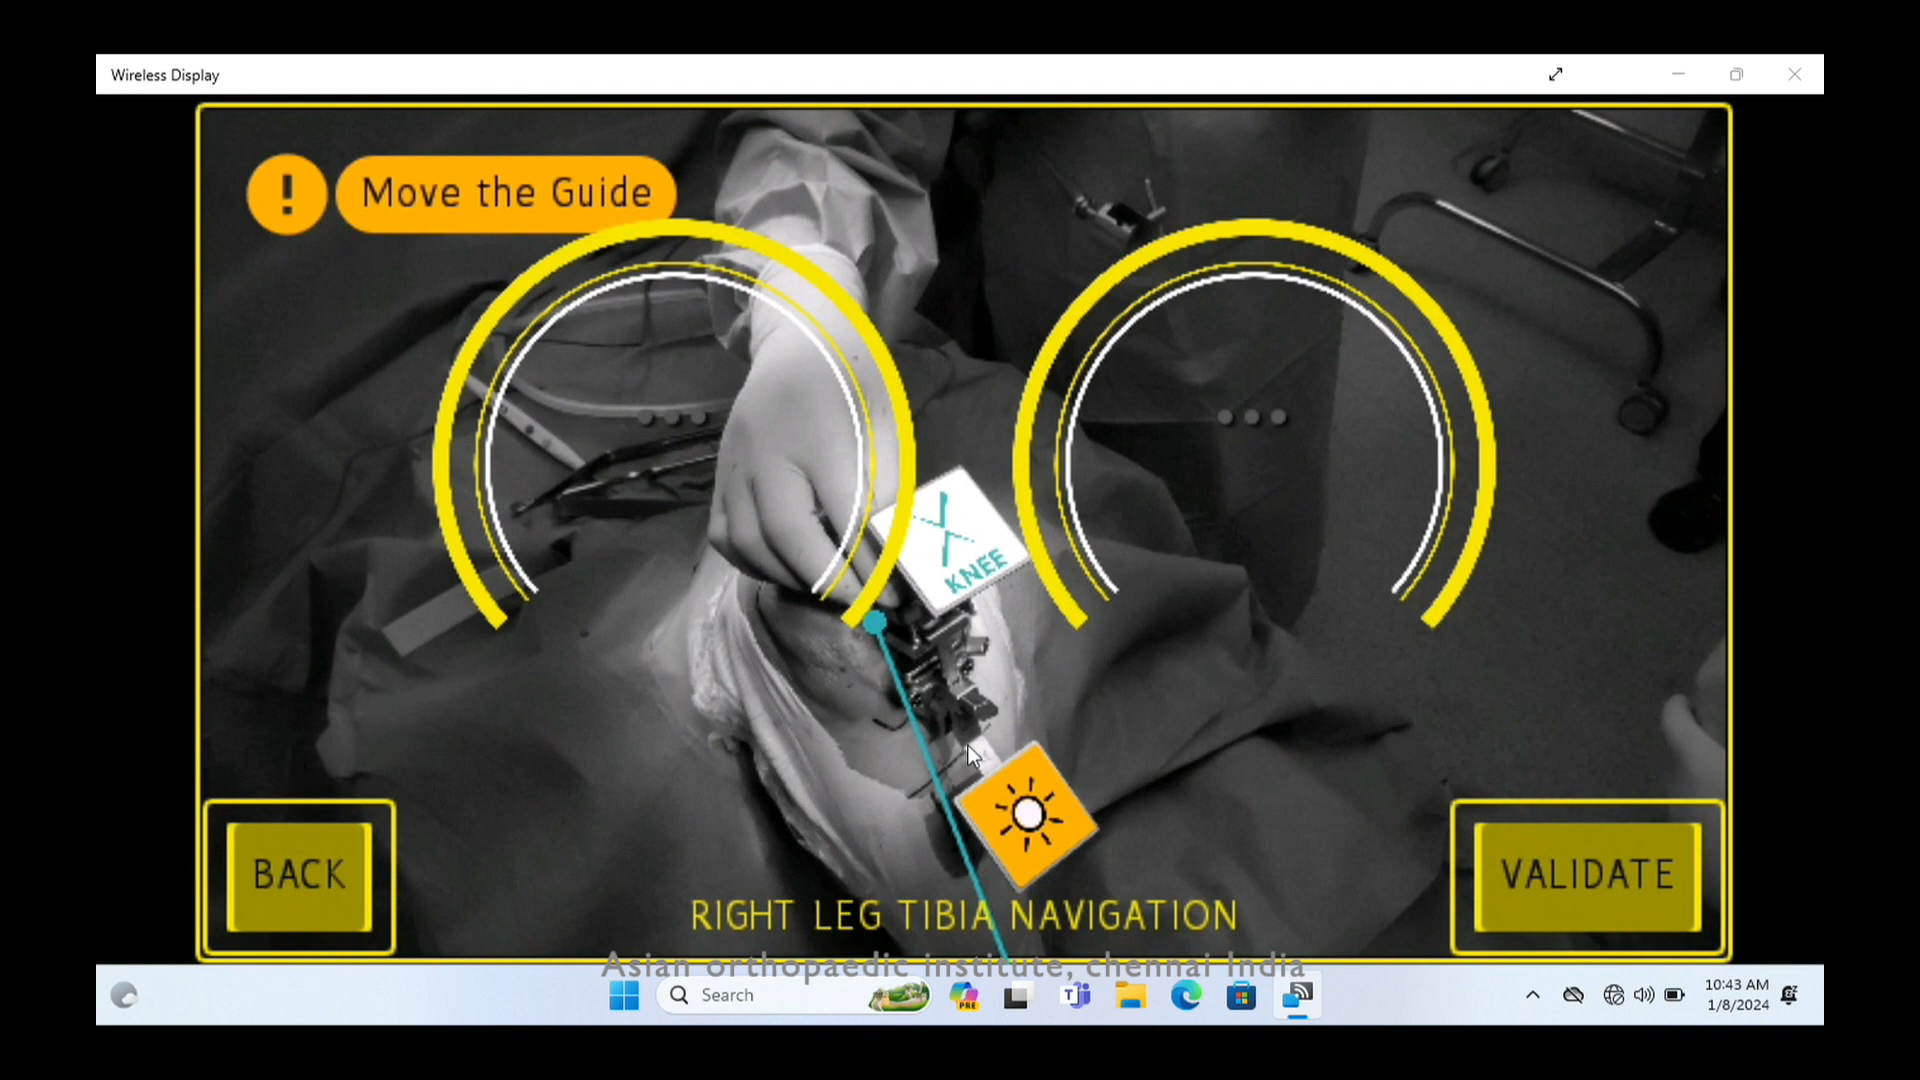 Wireless Display
! Move the Guide
KNEE
BACK
VALIDATE
RIGHT LEG TIBIA NAVIGATION
Asian orthopaedic institute, chennai India
Search
PRE
10:43 AM
1/8/2024